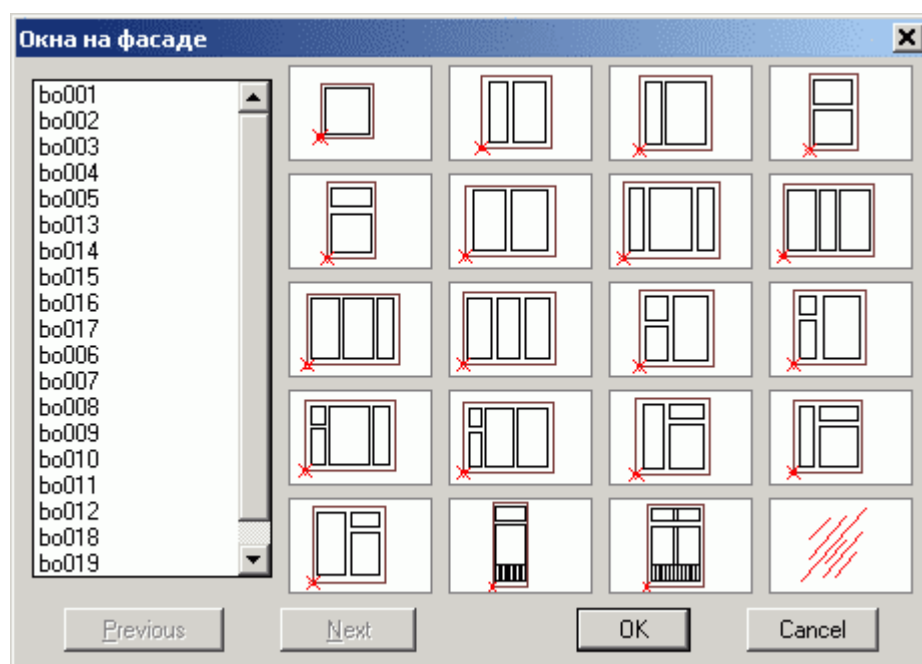 Окна на фасаде
bo001
bo002
bo003
bo004
bo005
bo013
bo014
bo015
bo016
bo017
bo006
bo007
bo008
bo009
bo010
bo011
bo012
bo018
bo019
Previous
Next
OK
Cancel